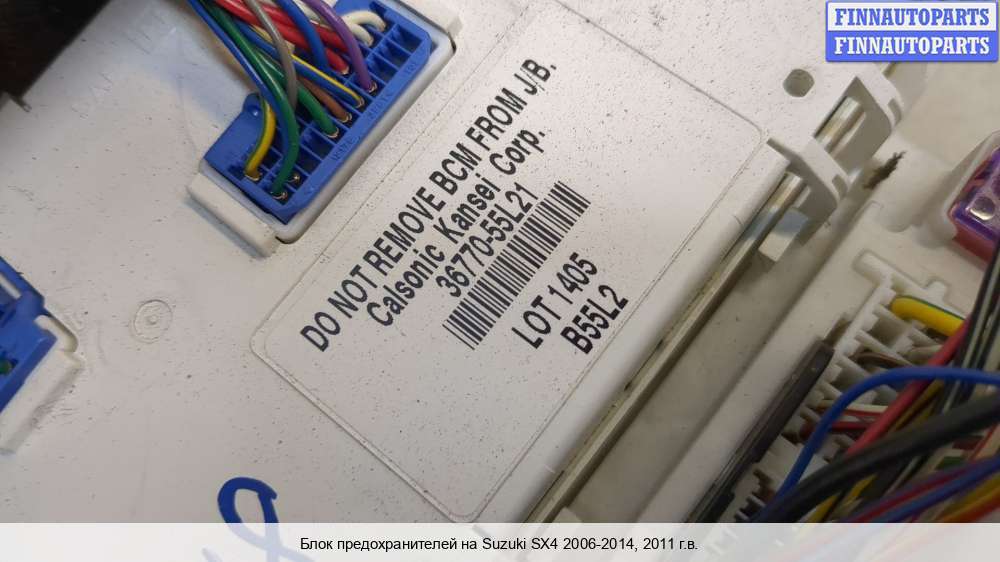 FINNAUTOPARTS
FINNAUTOPARTS
DO NOT REMOVE BCM FROM J/B.
Calsonic Kansei Corp.
36770-55L21
LOT 1405
B55L2
Блок предохранителей на Suzuki SX4 2006-2014, 2011 г.в.